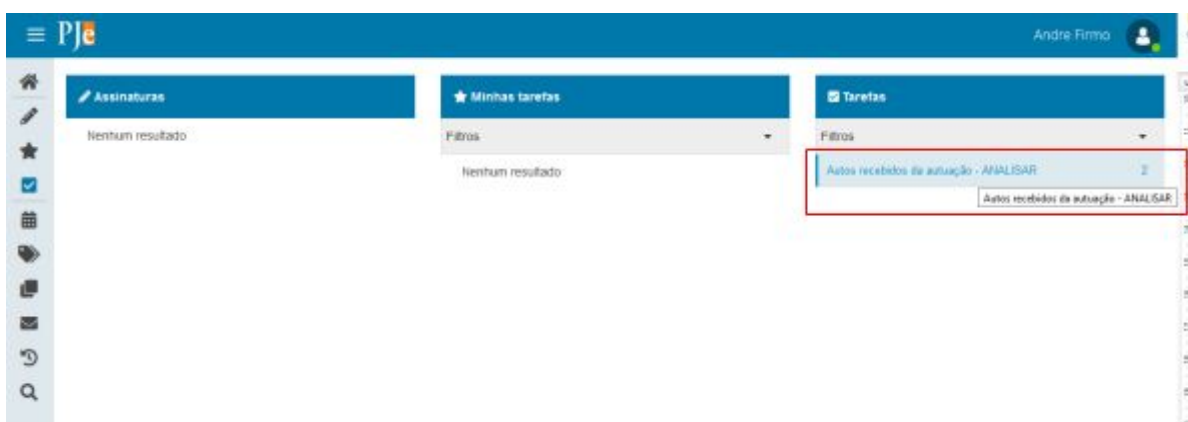 PJe
Andre Firmo
Assinaturas
Nenhum resultado
Minhas tarefas
Filtros
Nenhum resultado
Tarefas
Filtros
Autos recebidos da autuação - ANALISAR 2
Autos recebidos da autuação - ANALISAR